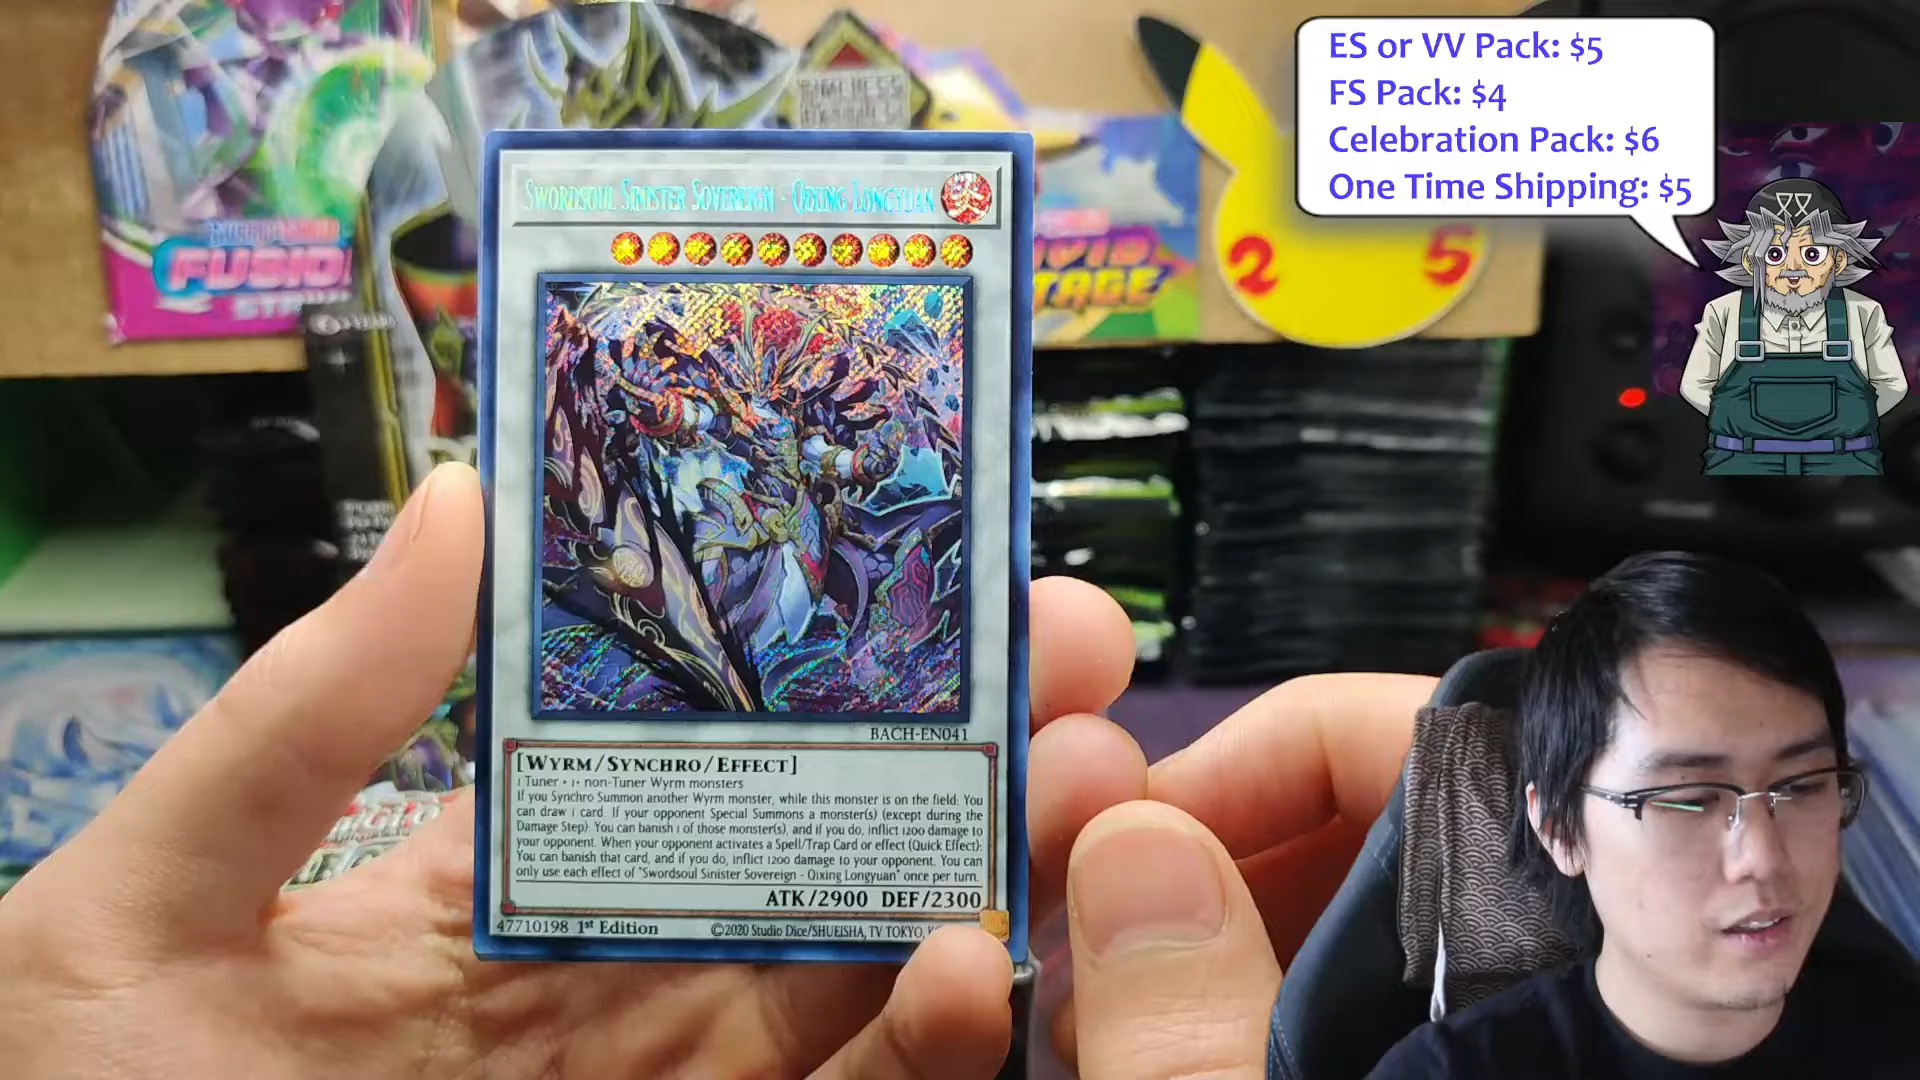 ES or VV Pack: $5
FS Pack: $4
Celebration Pack: $6
One Time Shipping: $5
FUSION
STRIKE
TAGE
2 5
Swordsoul Sinister Sovereign - Qixing Longyuan
炎
BACH-EN041
[Wyrm/Synchro/Effect]
1 Tuner + 1+ non-Tuner Wyrm monsters
If you Synchro Summon another Wyrm monster, while this monster is on the field: You
can draw 1 card. If your opponent Special Summons a monster(s) (except during the
Damage Step): You can banish 1 of those monster(s), and if you do, inflict 1200 damage to
your opponent. When your opponent activates a Spell/Trap Card or effect (Quick Effect):
You can banish that card, and if you do, inflict 1200 damage to your opponent. You can
only use each effect of "Swordsoul Sinister Sovereign - Qixing Longyuan" once per turn.
ATK/2900 DEF/2300
47710198 1st Edition ©2020 Studio Dice/SHUEISHA, TV TOKYO,